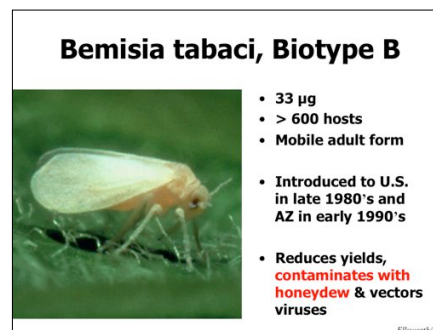 Bemisia tabaci, Biotype B
• 33 µg
• > 600 hosts
• Mobile adult form
• Introduced to U.S.
in late 1980's and
AZ in early 1990's
• Reduces yields,
contaminates with
honeydew & vectors
viruses